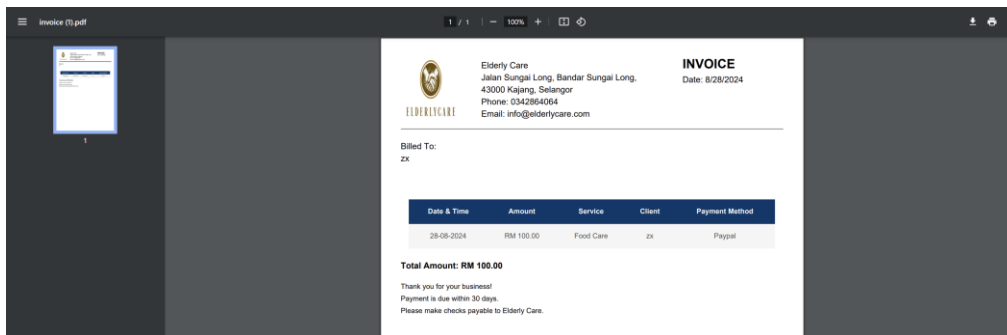 invoice (1).pdf
1 / 1
100%
1
ELDERLYCARE
Elderly Care
Jalan Sungai Long, Bandar Sungai Long,
43000 Kajang, Selangor
Phone: 0342864064
Email: info@elderlycare.com
INVOICE
Date: 8/28/2024
Billed To:
zx
Date & Time Amount Service Client Payment Method
28-08-2024 RM 100.00 Food Care zx Paypal
Total Amount: RM 100.00
Thank you for your business!
Payment is due within 30 days.
Please make checks payable to Elderly Care.